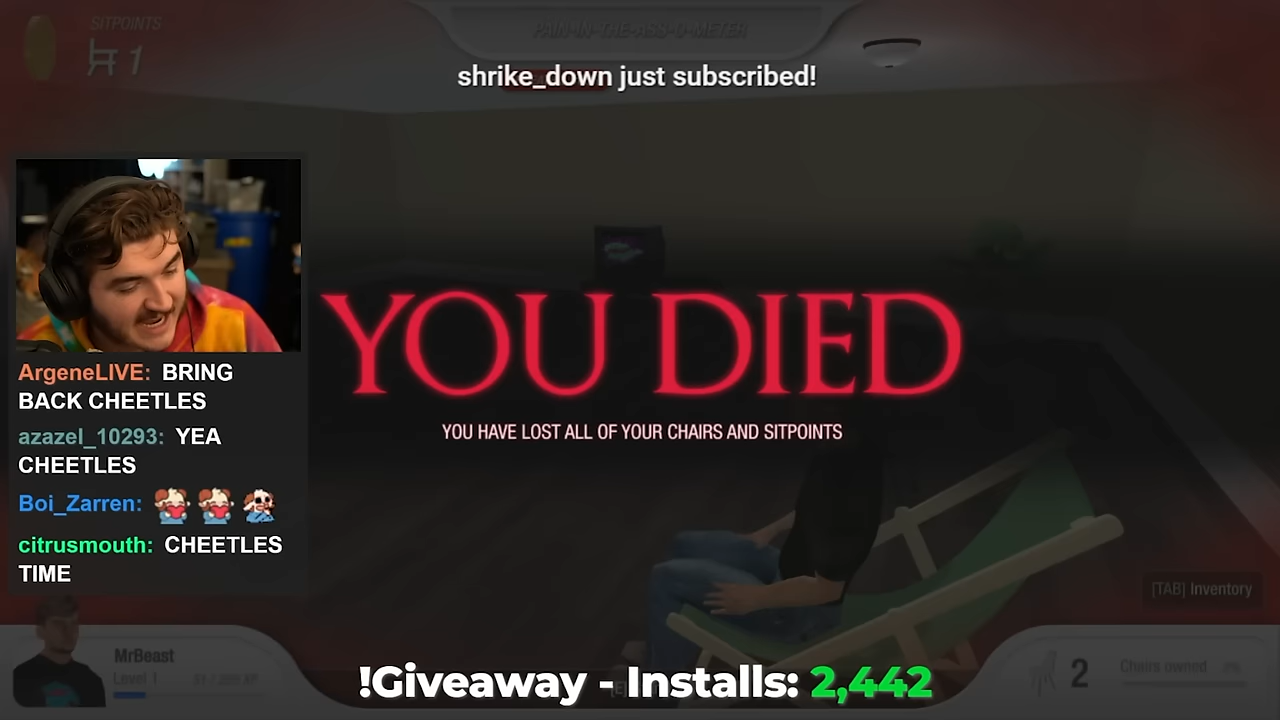 SITPOINTS
1
PAIN-IN-THE-ASS-O-METER
shrike_down just subscribed!
YOU DIED
YOU HAVE LOST ALL OF YOUR CHAIRS AND SITPOINTS
ArgeneLIVE: BRING
BACK CHEETLES
azazel_10293: YEA
CHEETLES
Boi_Zarren:
citrusmouth: CHEETLES
TIME
[TAB] Inventory
MrBeast
Level 1
!Giveaway - Installs: 2,442
2 Chairs owned